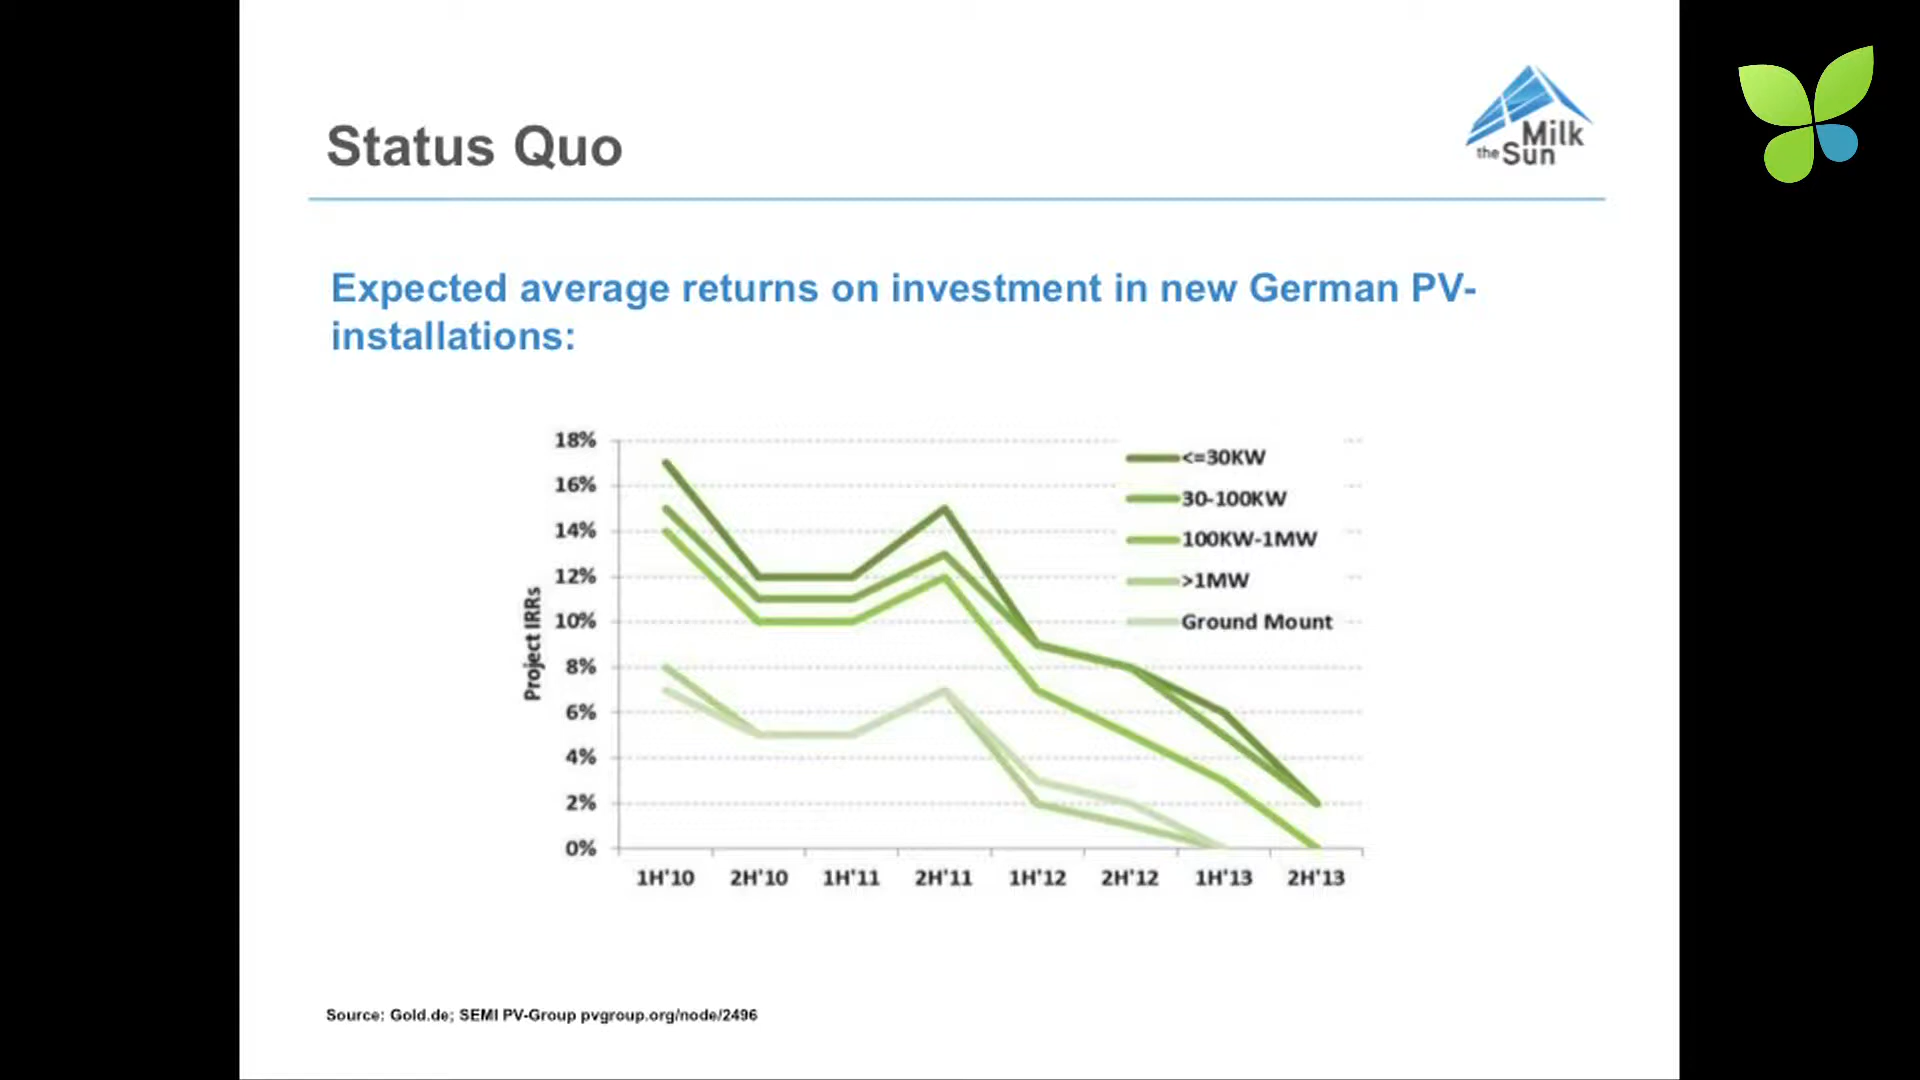 Status Quo
Milk
the Sun
Expected average returns on investment in new German PV-
installations:
18%
16%
14%
12%
10%
8%
6%
4%
2%
0%
Project IRRs
<=30KW
30-100KW
100KW-1MW
>1MW
Ground Mount
1H'10 2H'10 1H'11 2H'11 1H'12 2H'12 1H'13 2H'13
Source: Gold.de; SEMI PV-Group pvgroup.org/node/2496